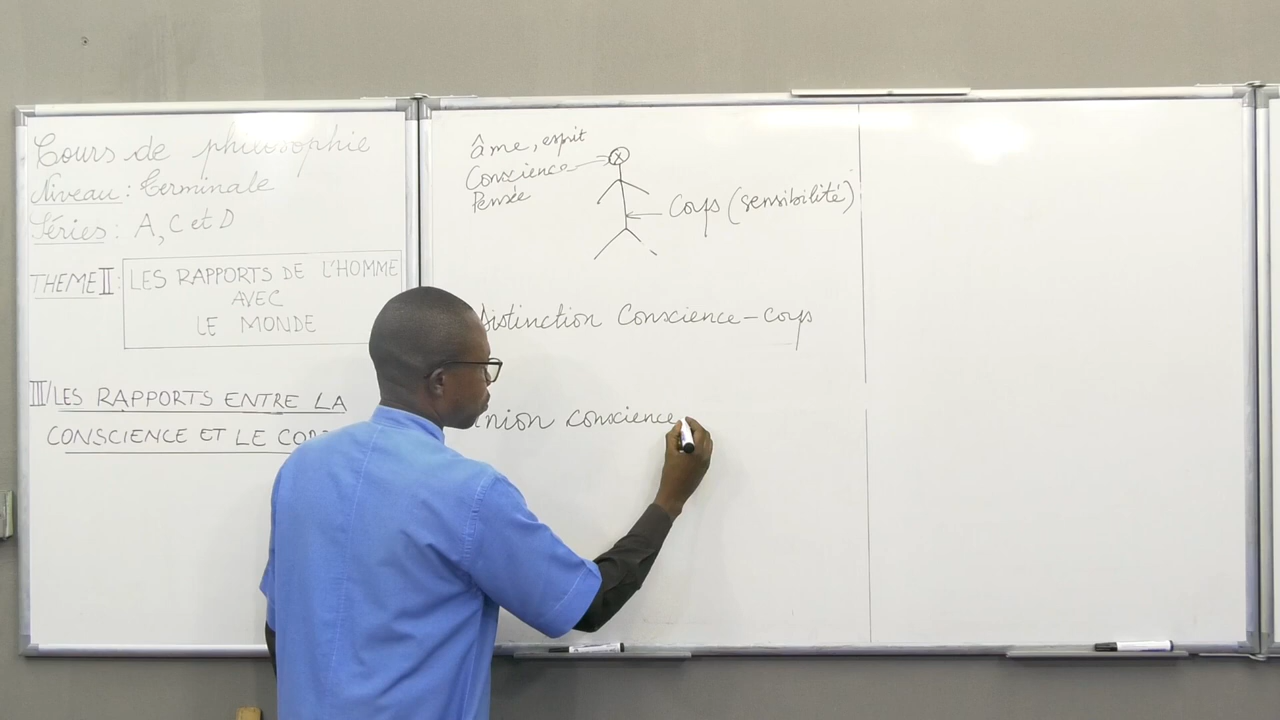 Cours de philosophie
Niveau : Terminale
Séries : A, C et D
THEME II :
LES RAPPORTS DE L'HOMME
AVEC
LE MONDE
III/ LES RAPPORTS ENTRE LA
CONSCIENCE ET LE
âme, esprit
Conscience
Pensée
Corps (sensibilité)
Distinction Conscience – corps
union conscience